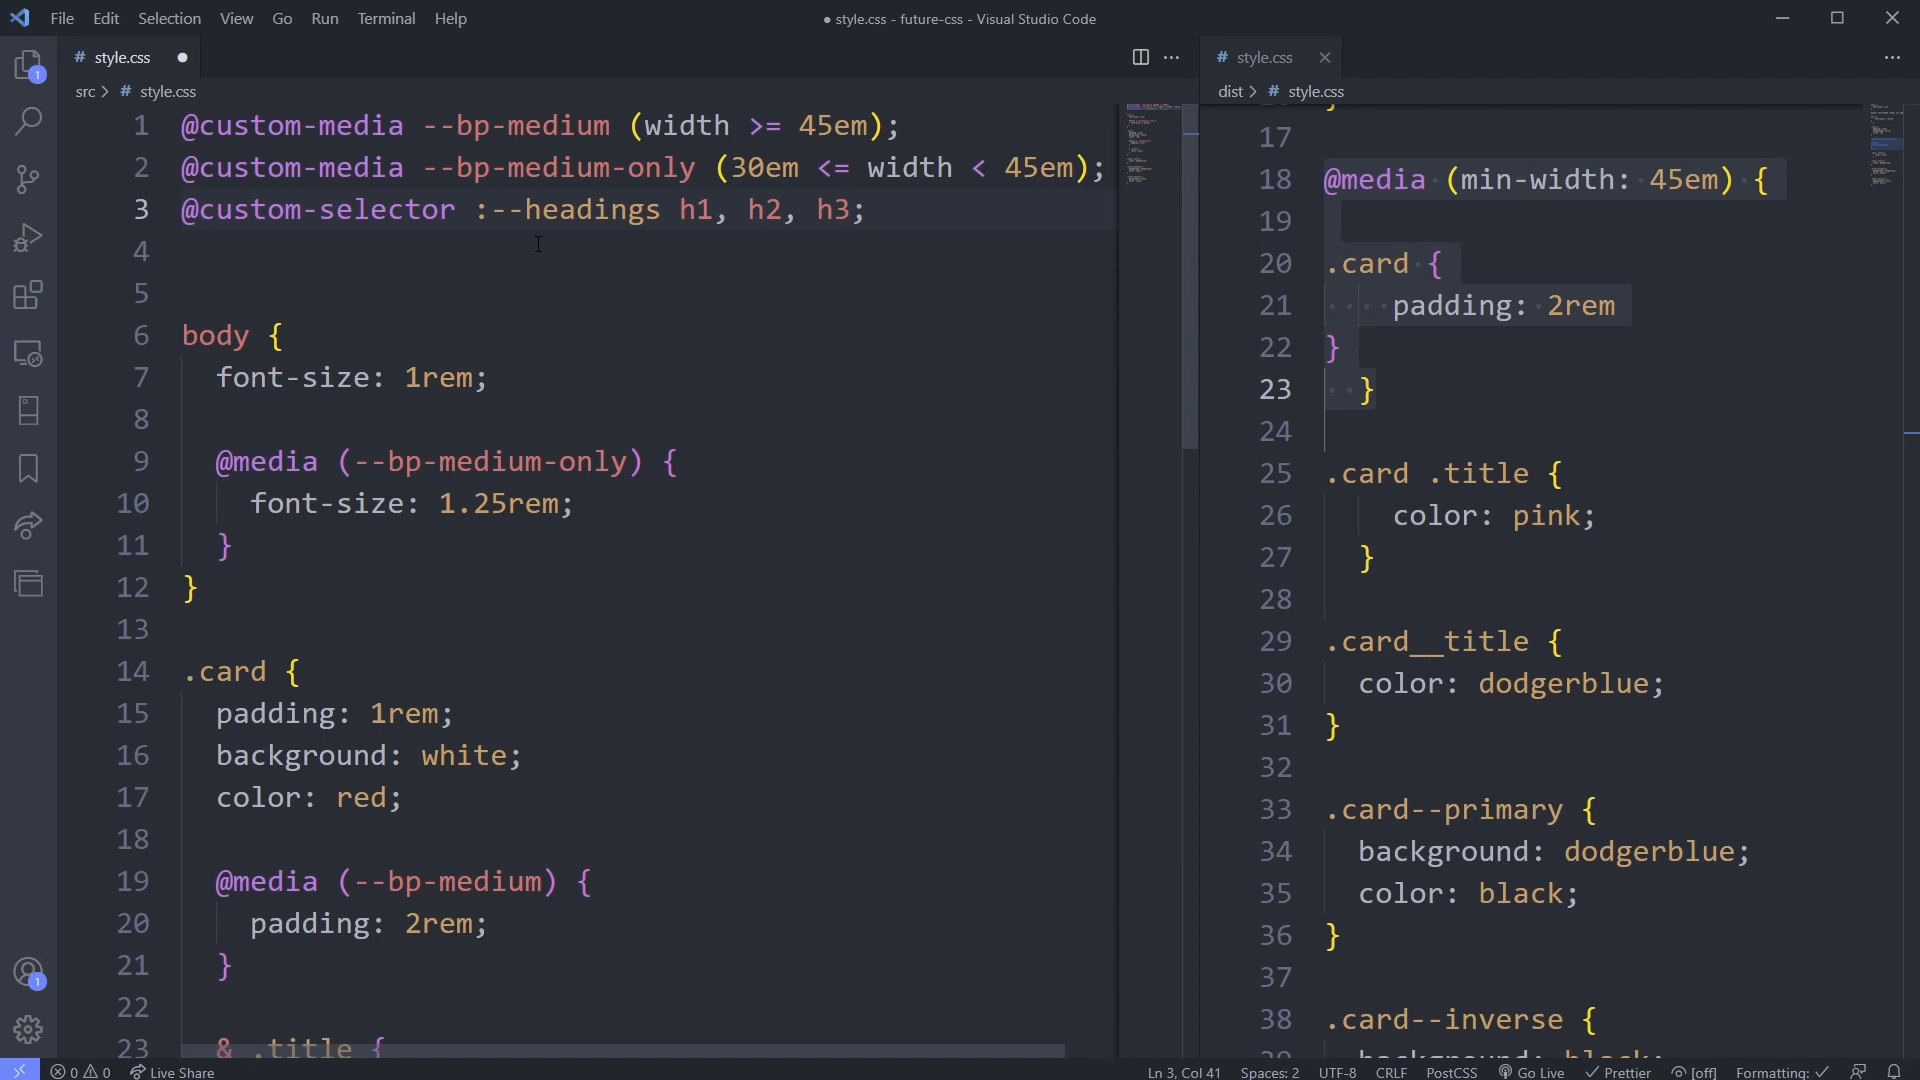 File Edit Selection View Go Run Terminal Help
● style.css - future-css - Visual Studio Code
# style.css ●
src > # style.css
1 @custom-media --bp-medium (width >= 45em);
2 @custom-media --bp-medium-only (30em <= width < 45em);
3 @custom-selector :--headings h1, h2, h3;
4
5
6 body {
7 font-size: 1rem;
8
9 @media (--bp-medium-only) {
10 font-size: 1.25rem;
11 }
12 }
13
14 .card {
15 padding: 1rem;
16 background: white;
17 color: red;
18
19 @media (--bp-medium) {
20 padding: 2rem;
21 }
22
23 & .title {
# style.css
dist > # style.css
17
18 @media (min-width: 45em) {
19
20 .card {
21 padding: 2rem
22 }
23 }
24
25 .card .title {
26 color: pink;
27 }
28
29 .card__title {
30 color: dodgerblue;
31 }
32
33 .card--primary {
34 background: dodgerblue;
35 color: black;
36 }
37
38 .card--inverse {
39 background: black;
1
1
0 0 Live Share
Ln 3, Col 41 Spaces: 2 UTF-8 CRLF PostCSS Go Live Prettier [off] Formatting: ✓